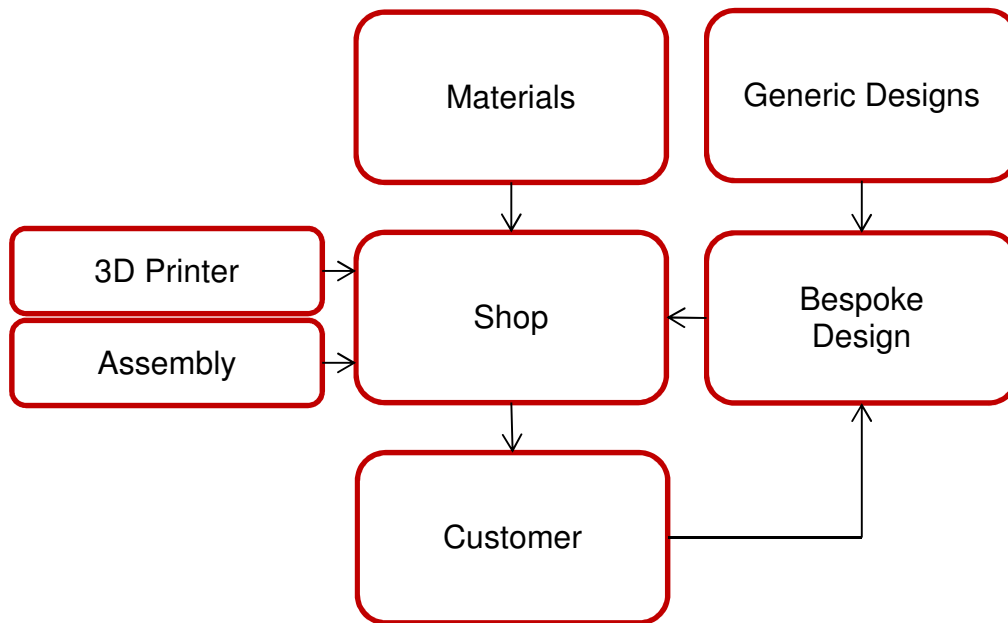 Materials
Generic Designs
3D Printer
Assembly
Shop
Bespoke
Design
Customer